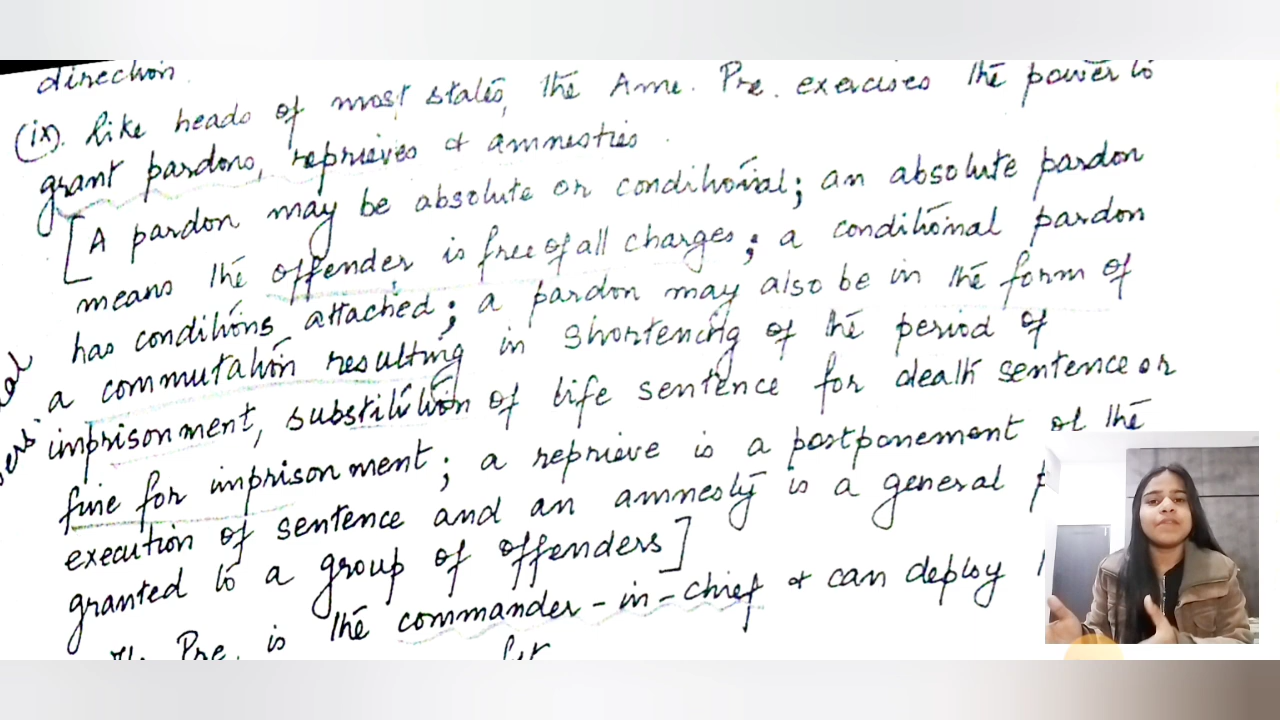 direction.
(ix). Like heads of most states, the Ame. Pre. exercises the power to
grant pardons, reprieves & amnesties.
[A pardon may be absolute or conditional; an absolute pardon
means the offender is free of all charges; a conditional pardon
has conditions attached; a pardon may also be in the form of
a commutation resulting in shortening of the period of
imprisonment, substitution of life sentence for death sentence or
fine for imprisonment; a reprieve is a postponement of the
execution of sentence and an amnesty is a general
granted to a group of offenders]
Pre. is the commander-in-chief & can deploy